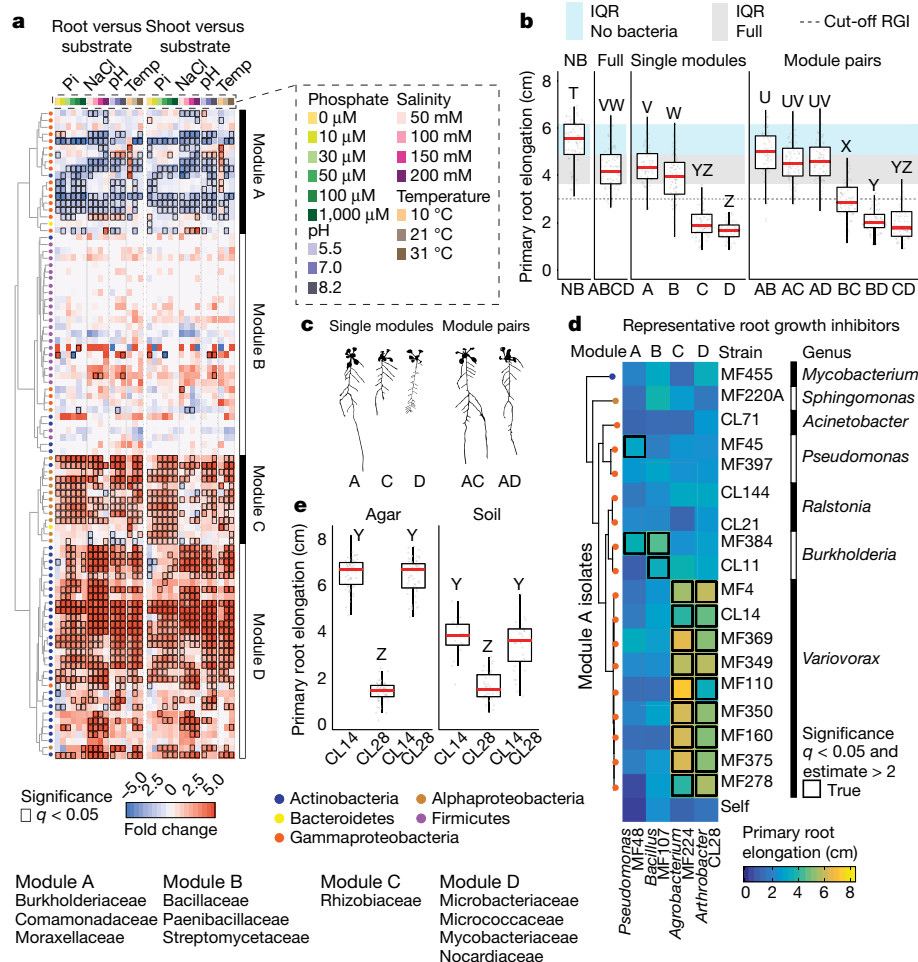 a
Root versus substrate
Shoot versus substrate
Pi
NaCl
pH
Temp
Pi
NaCl
pH
Temp
Module A
Module B
Module C
Module D
Significance
q < 0.05
−5.0
2.5
0
2.5
5.0
Fold change
Phosphate
0 μM
10 μM
30 μM
50 μM
100 μM
1,000 μM
pH
5.5
7.0
8.2
Salinity
50 mM
100 mM
150 mM
200 mM
Temperature
10 °C
21 °C
31 °C
b
IQR
No bacteria
IQR
Full
Cut-off RGI
NB
Full
Single modules
Module pairs
Primary root elongation (cm)
8
6
4
2
0
T
VW
V
W
YZ
Z
U
UV
UV
X
Y
YZ
NB
ABCD
A
B
C
D
AB
AC
AD
BC
BD
CD
c
Single modules
Module pairs
A
C
D
AC
AD
d
Representative root growth inhibitors
Module
A
B
C
D
Strain
Genus
Module A isolates
MF455
MF220A
CL71
MF45
MF397
CL144
CL21
MF384
CL11
MF4
CL14
MF369
MF349
MF110
MF350
MF160
MF375
MF278
Self
Mycobacterium
Sphingomonas
Acinetobacter
Pseudomonas
Ralstonia
Burkholderia
Variovorax
Significance
q < 0.05 and
estimate > 2
True
Pseudomonas
MF48
Bacillus
MF107
Agrobacterium
MF224
Arthrobacter
CL28
Primary root
elongation (cm)
0 2 4 6 8
e
Agar
Soil
Primary root elongation (cm)
8
6
4
2
0
Y
Z
Y
Y
Z
Y
CL14
CL28
CL14
CL28
CL14
CL28
CL14
CL28
Actinobacteria
Bacteroidetes
Gammaproteobacteria
Alphaproteobacteria
Firmicutes
Module A
Burkholderiaceae
Comamonadaceae
Moraxellaceae
Module B
Bacillaceae
Paenibacillaceae
Streptomycetaceae
Module C
Rhizobiaceae
Module D
Microbacteriaceae
Micrococcaceae
Mycobacteriaceae
Nocardiaceae